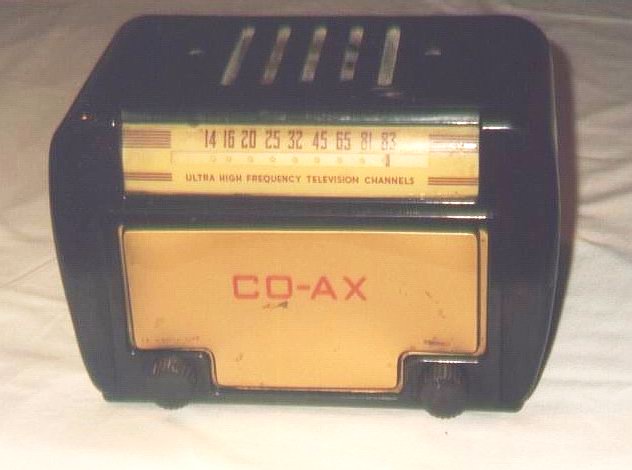 14 16 20 25 32 45 65 81 83
ULTRA HIGH FREQUENCY TELEVISION CHANNELS
CO-AX